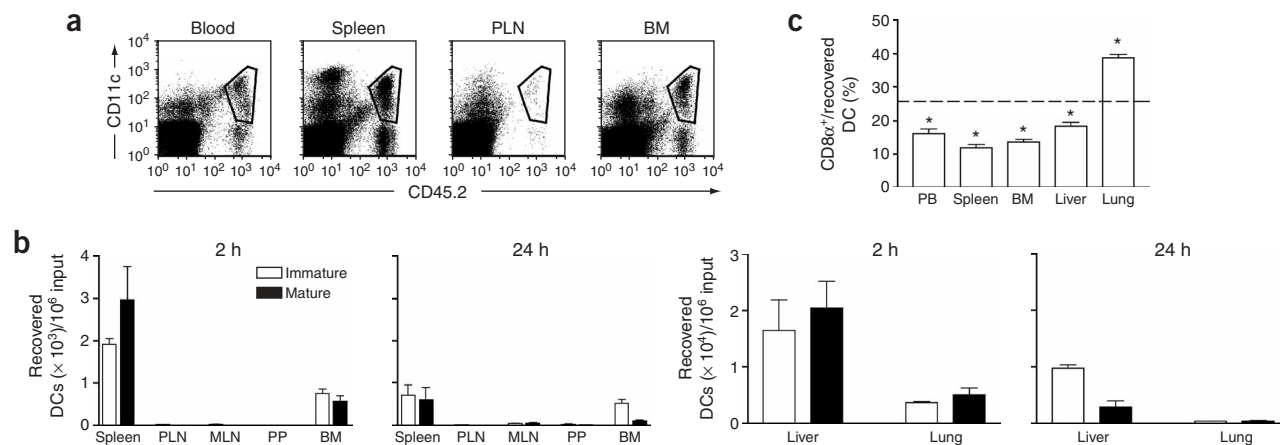 a
Blood Spleen PLN BM
CD11c
10⁴
10³
10²
10¹
10⁰
10⁰ 10¹ 10² 10³ 10⁴ 10⁰ 10¹ 10² 10³ 10⁴ 10⁰ 10¹ 10² 10³ 10⁴ 10⁰ 10¹ 10² 10³ 10⁴
CD45.2
c
CD8α⁺/recovered
DC (%)
50
40
30
20
10
0
* * * * *
PB Spleen BM Liver Lung
b
2 h
Recovered
DCs (× 10³)/10⁶ input
4
3
2
1
0
Immature
Mature
Spleen PLN MLN PP BM
24 h
Spleen PLN MLN PP BM
2 h
Recovered
DCs (× 10⁴)/10⁶ input
3
2
1
0
Liver Lung
24 h
Liver Lung